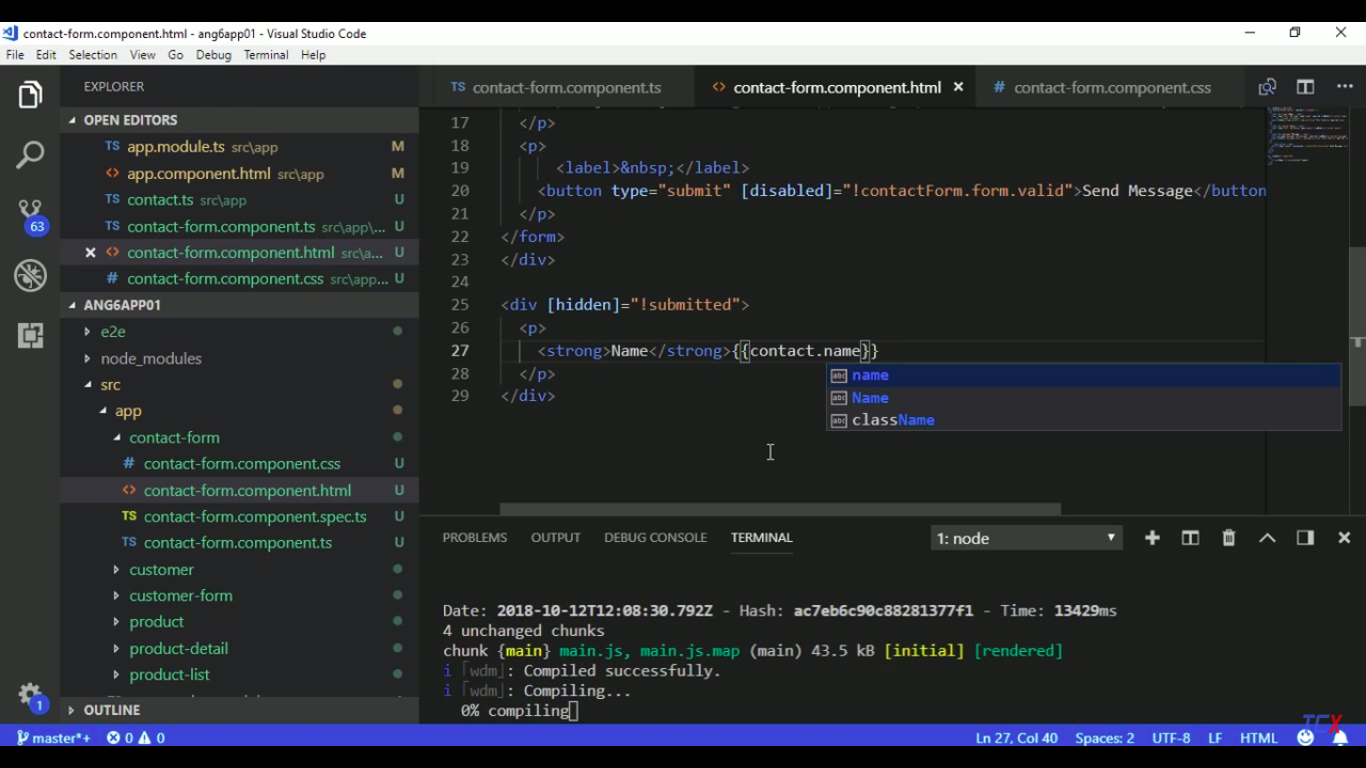 contact-form.component.html - ang6app01 - Visual Studio Code
File Edit Selection View Go Debug Terminal Help
EXPLORER
OPEN EDITORS
TS app.module.ts src\app M
<> app.component.html src\app M
TS contact.ts src\app U
TS contact-form.component.ts src\app\... U
<> contact-form.component.html src\a... U
# contact-form.component.css src\app... U
ANG6APP01
e2e
node_modules
src
app
contact-form
# contact-form.component.css U
<> contact-form.component.html U
TS contact-form.component.spec.ts U
TS contact-form.component.ts U
customer
customer-form
product
product-detail
product-list
OUTLINE
63
1
TS contact-form.component.ts <> contact-form.component.html # contact-form.component.css
17 </p>
18 <p>
19 <label>&nbsp;</label>
20 <button type="submit" [disabled]="!contactForm.form.valid">Send Message</button
21 </p>
22 </form>
23 </div>
24
25 <div [hidden]="!submitted">
26 <p>
27 <strong>Name</strong>{{contact.name}}
28 </p>
29 </div>
abc name
abc Name
abc className
PROBLEMS OUTPUT DEBUG CONSOLE TERMINAL 1: node
Date: 2018-10-12T12:08:30.792Z - Hash: ac7eb6c90c88281377f1 - Time: 13429ms
4 unchanged chunks
chunk {main} main.js, main.js.map (main) 43.5 kB [initial] [rendered]
i ｢wdm｣: Compiled successfully.
i ｢wdm｣: Compiling...
0% compiling
TCX
master*+ 0 0 Ln 27, Col 40 Spaces: 2 UTF-8 LF HTML